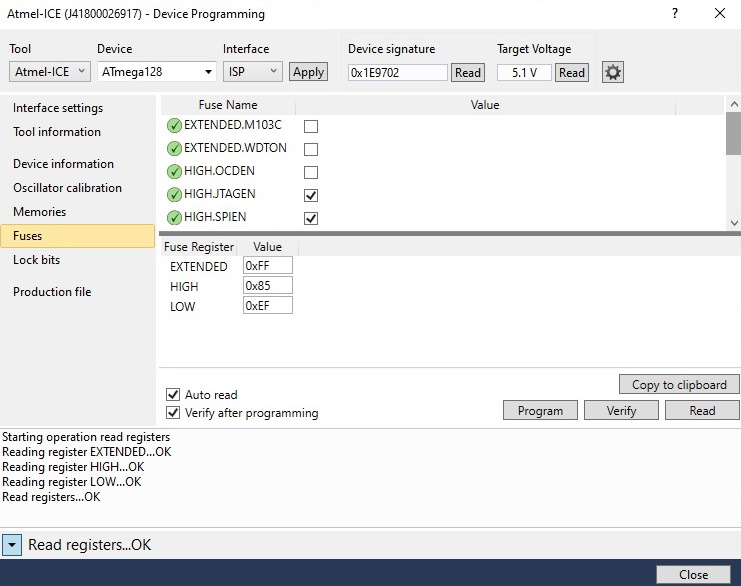 Atmel-ICE (J41800026917) - Device Programming
Tool Device Interface Device signature Target Voltage
Atmel-ICE ATmega128 ISP Apply 0x1E9702 Read 5.1 V Read
Interface settings
Tool information
Device information
Oscillator calibration
Memories
Fuses
Lock bits
Production file
Fuse Name Value
EXTENDED.M103C
EXTENDED.WDTON
HIGH.OCDEN
HIGH.JTAGEN
HIGH.SPIEN
Fuse Register Value
EXTENDED 0xFF
HIGH 0x85
LOW 0xEF
Copy to clipboard
Auto read
Verify after programming
Program Verify Read
Starting operation read registers
Reading register EXTENDED...OK
Reading register HIGH...OK
Reading register LOW...OK
Read registers...OK
Read registers...OK
Close